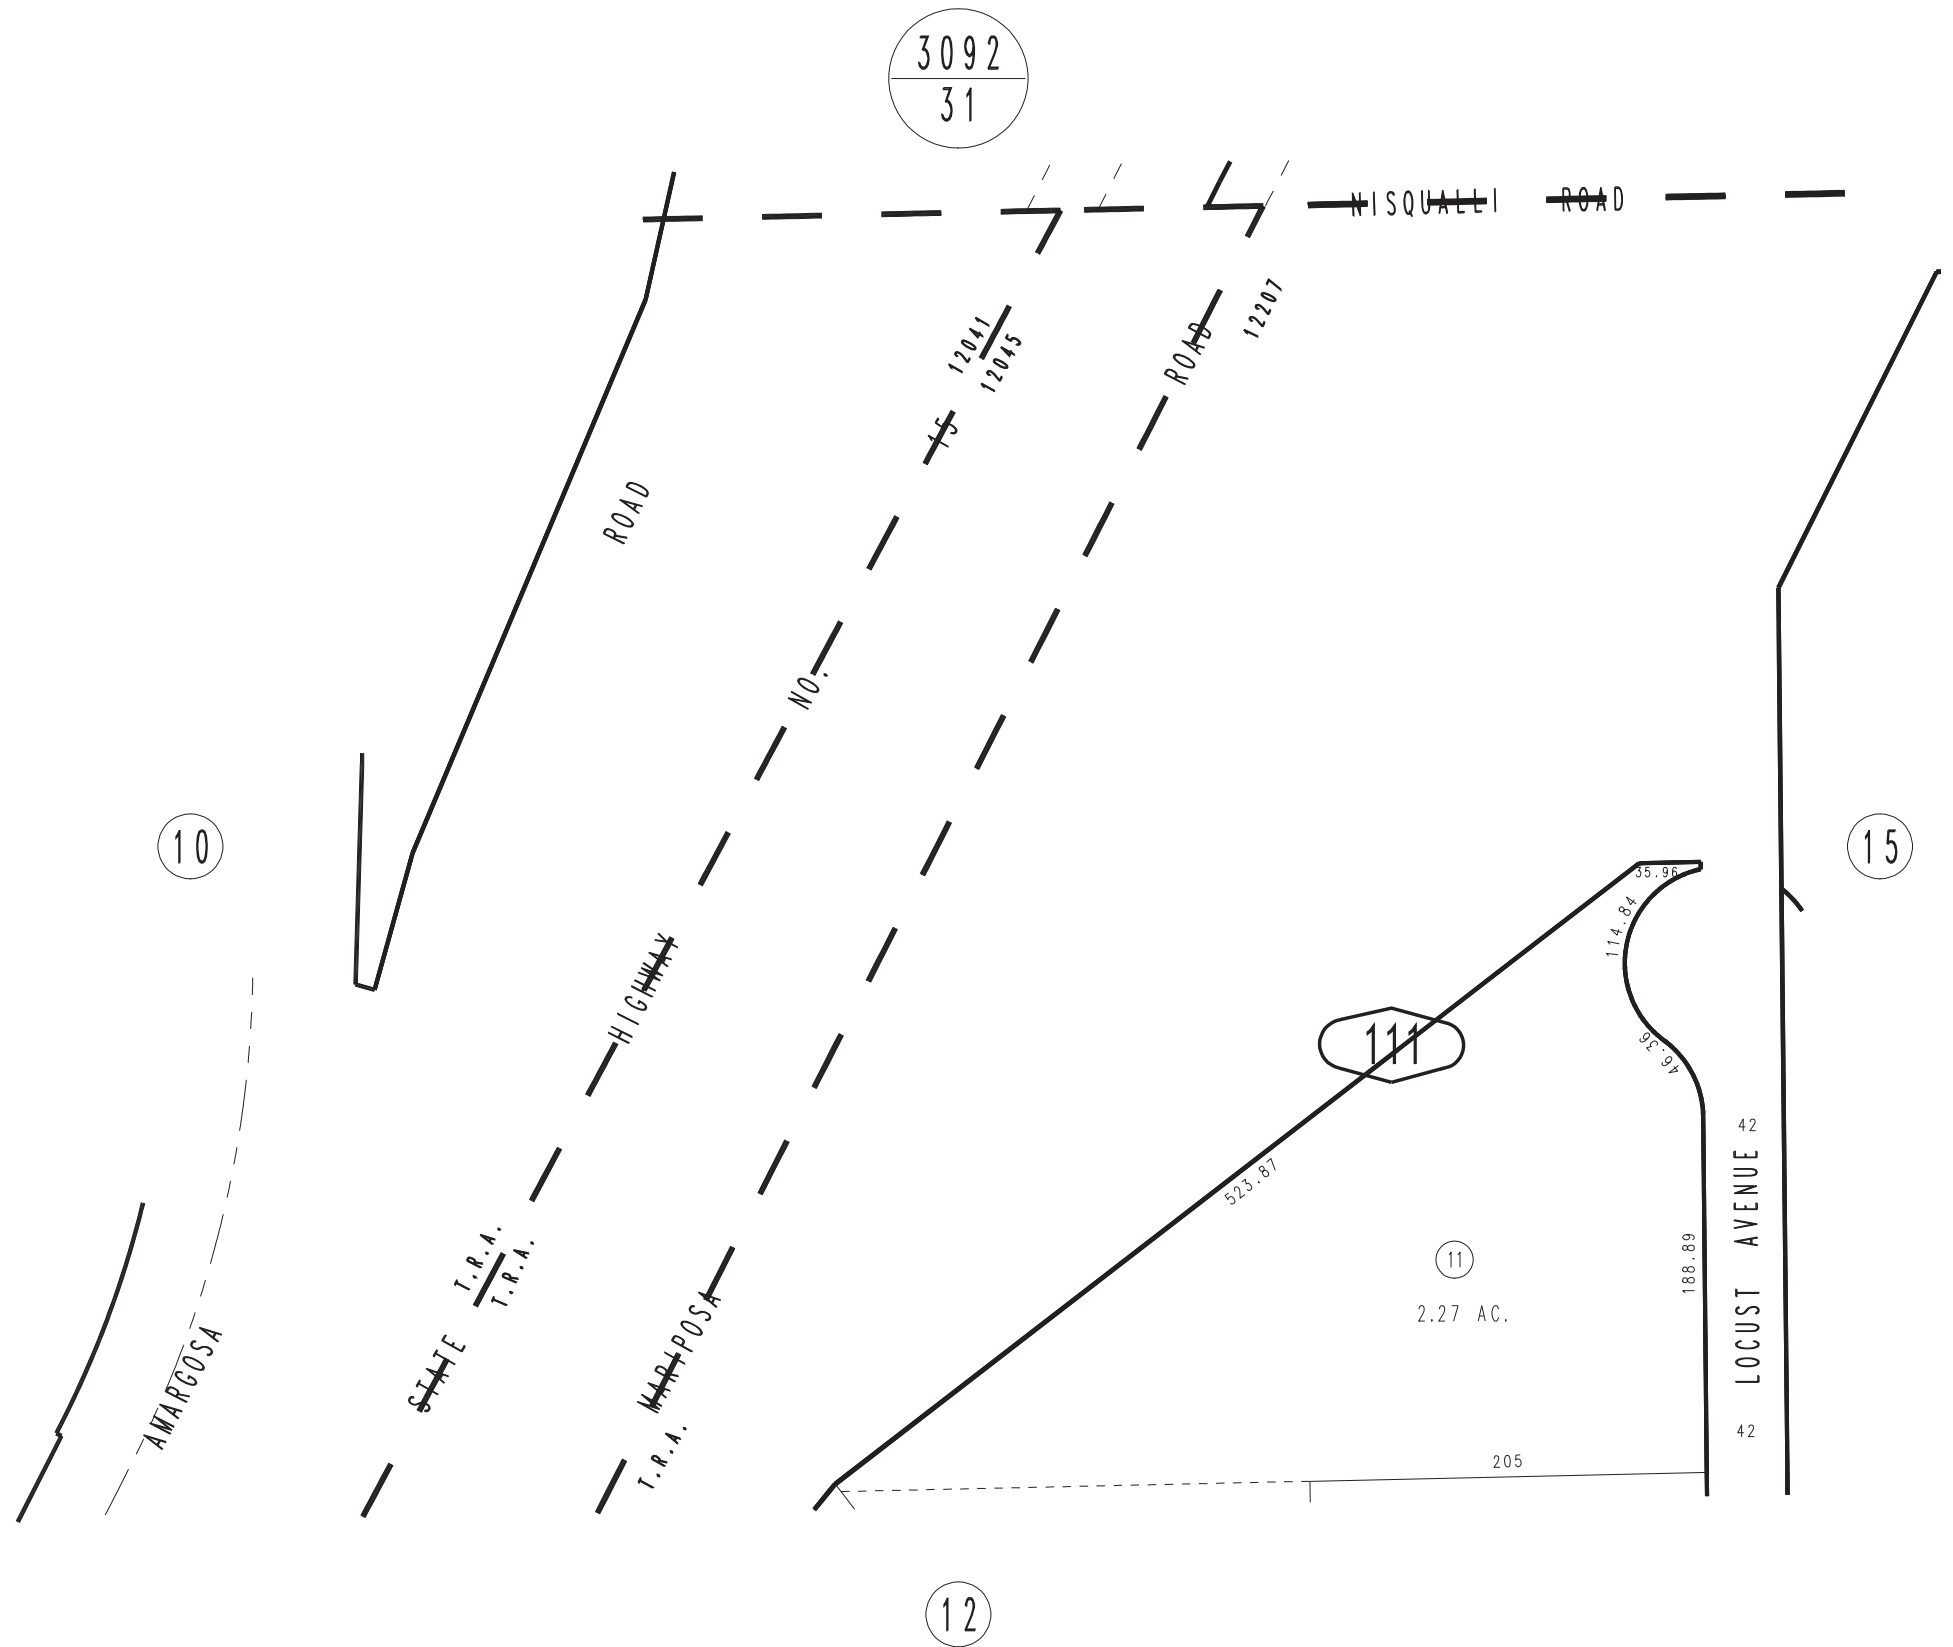 3092
31
NISQUALLI ROAD
12041
12045
12207
15
ROAD
ROAD
NO.
10
15
35.96
114.84
HIGHWAY
111
46.36
42
523.87
LOCUST AVENUE
188.89
11
2.27 AC.
T.R.A.
T.R.A.
STATE
MARIPOSA
AMARGOSA
T.R.A.
42
205
12